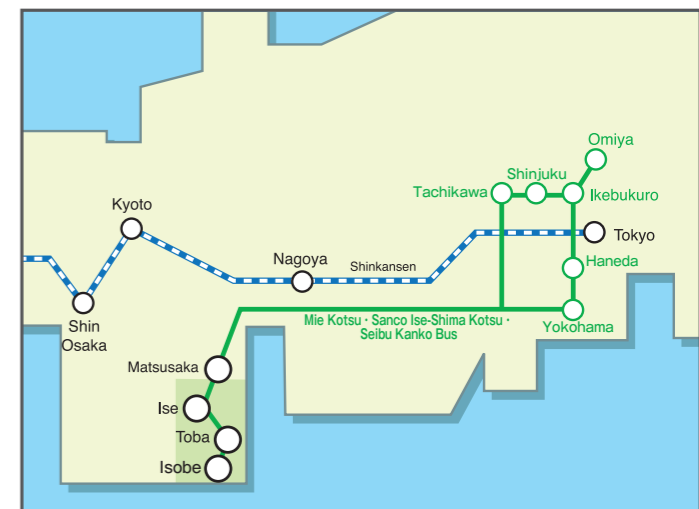 Omiya
Shinjuku
Tachikawa
Ikebukuro
Kyoto
Tokyo
Nagoya
Shinkansen
Haneda
Shin
Osaka
Mie Kotsu・Sanco Ise-Shima Kotsu・
Seibu Kanko Bus
Yokohama
Matsusaka
Ise
Toba
Isobe